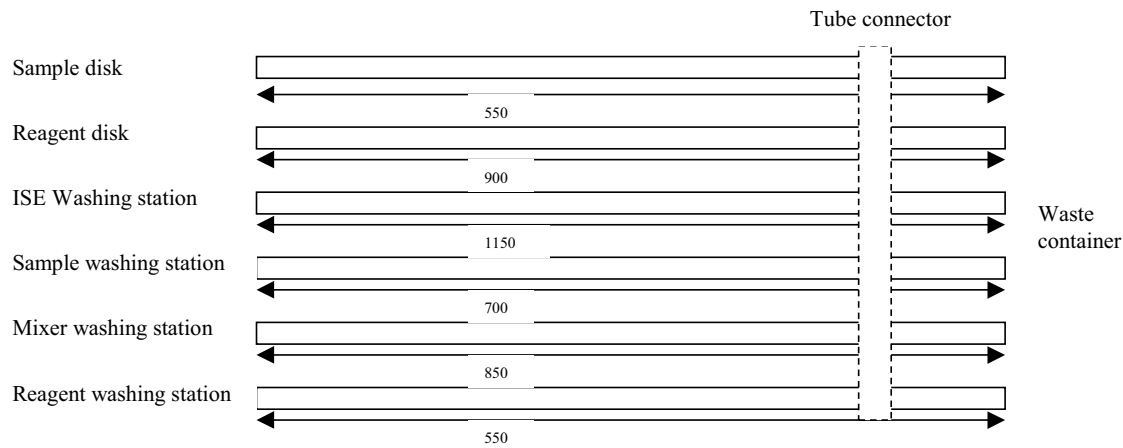 Tube connector
Sample disk
550
Reagent disk
900
ISE Washing station
1150
Waste
container
Sample washing station
700
Mixer washing station
850
Reagent washing station
550